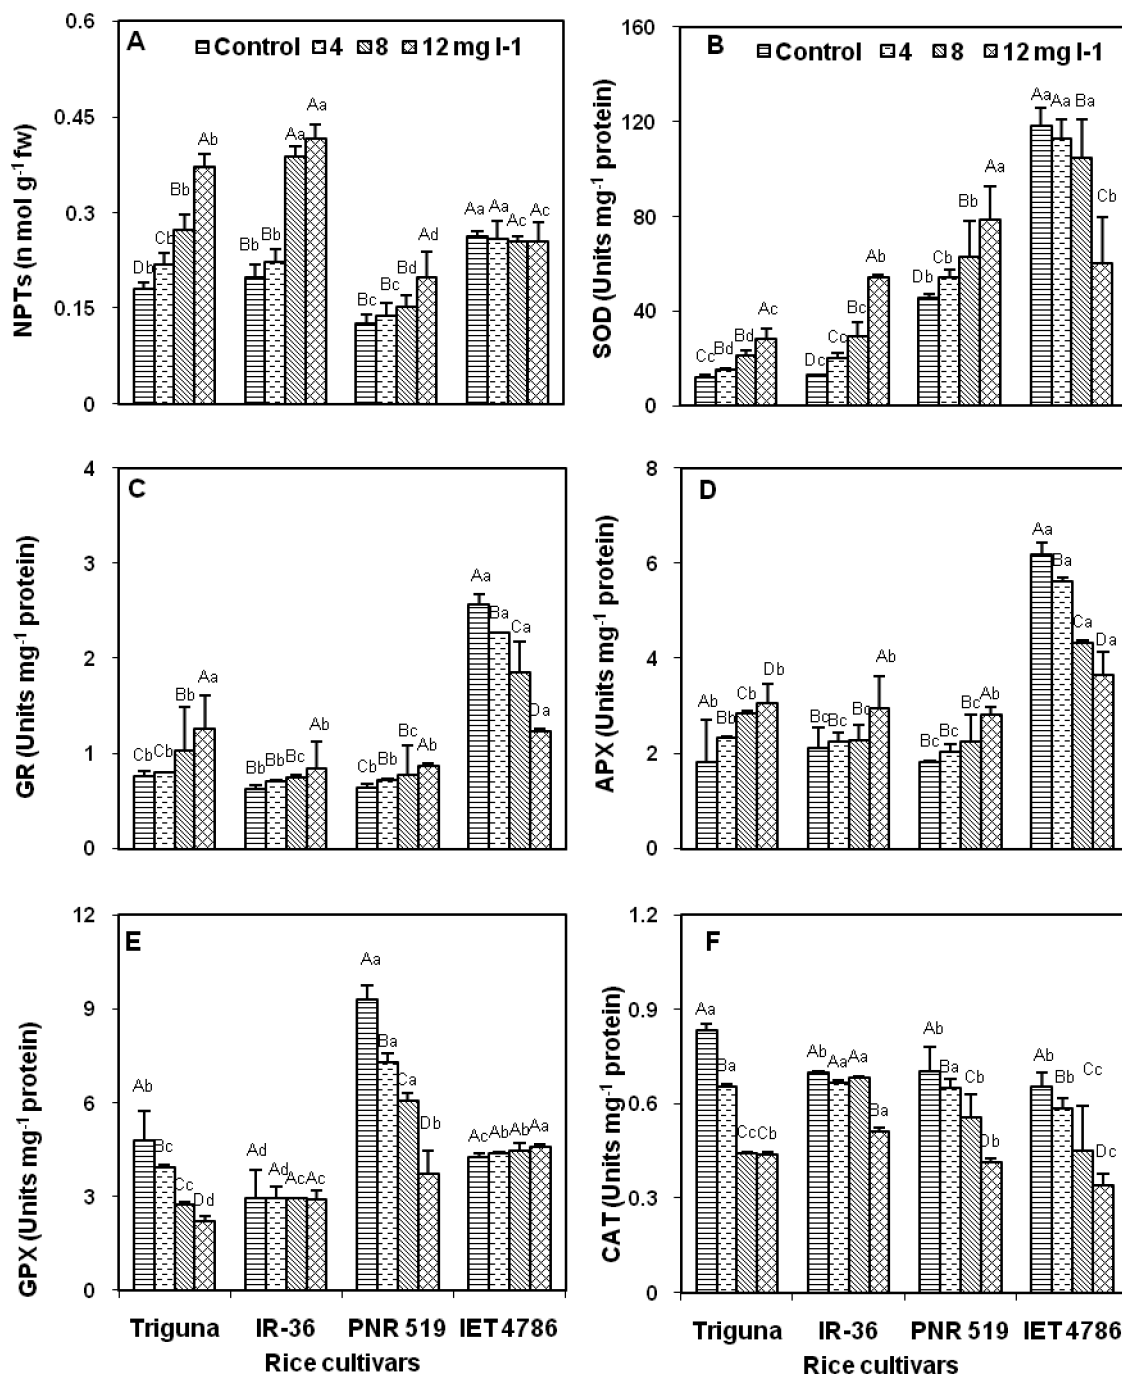 A
Control 4 8 12 mg l-1
NPTs (n mol g-1 fw)
0.6
0.45
0.3
0.15
0
Db Cb Bb Ab
Bb Bb Aa Aa
Bc Bc Bd Ad
Aa Aa Ac Ac
B
Control 4 8 12 mg l-1
SOD (Units mg-1 protein)
160
120
80
40
0
Cc Bd Bd Ac
Dc Cc Bc Ab
Db Cb Bb Aa
Aa Aa Ba Cb
C
GR (Units mg-1 protein)
4
3
2
1
0
Cb Cb Bb Aa
Bb Bb Bc Ab
Cb Bb Bc Ab
Aa Ba Ca Da
D
APX (Units mg-1 protein)
8
6
4
2
0
Ab Bb Cb Db
Bc Bc Bc Ab
Bc Bc Bc Ab
Aa Ba Ca Da
E
GPX (Units mg-1 protein)
12
9
6
3
0
Ab Bc Cc Dd
Ad Ad Ac Ac
Aa Ba Ca Db
Ac Ab Ab Aa
Triguna IR-36 PNR 519 IET 4786
Rice cultivars
F
CAT (Units mg-1 protein)
1.2
0.9
0.6
0.3
0
Aa Ba Cc Cb
Ab Aa Aa Ba
Ab Ba Cb Db
Ab Bb Cc Dc
Triguna IR-36 PNR 519 IET 4786
Rice cultivars